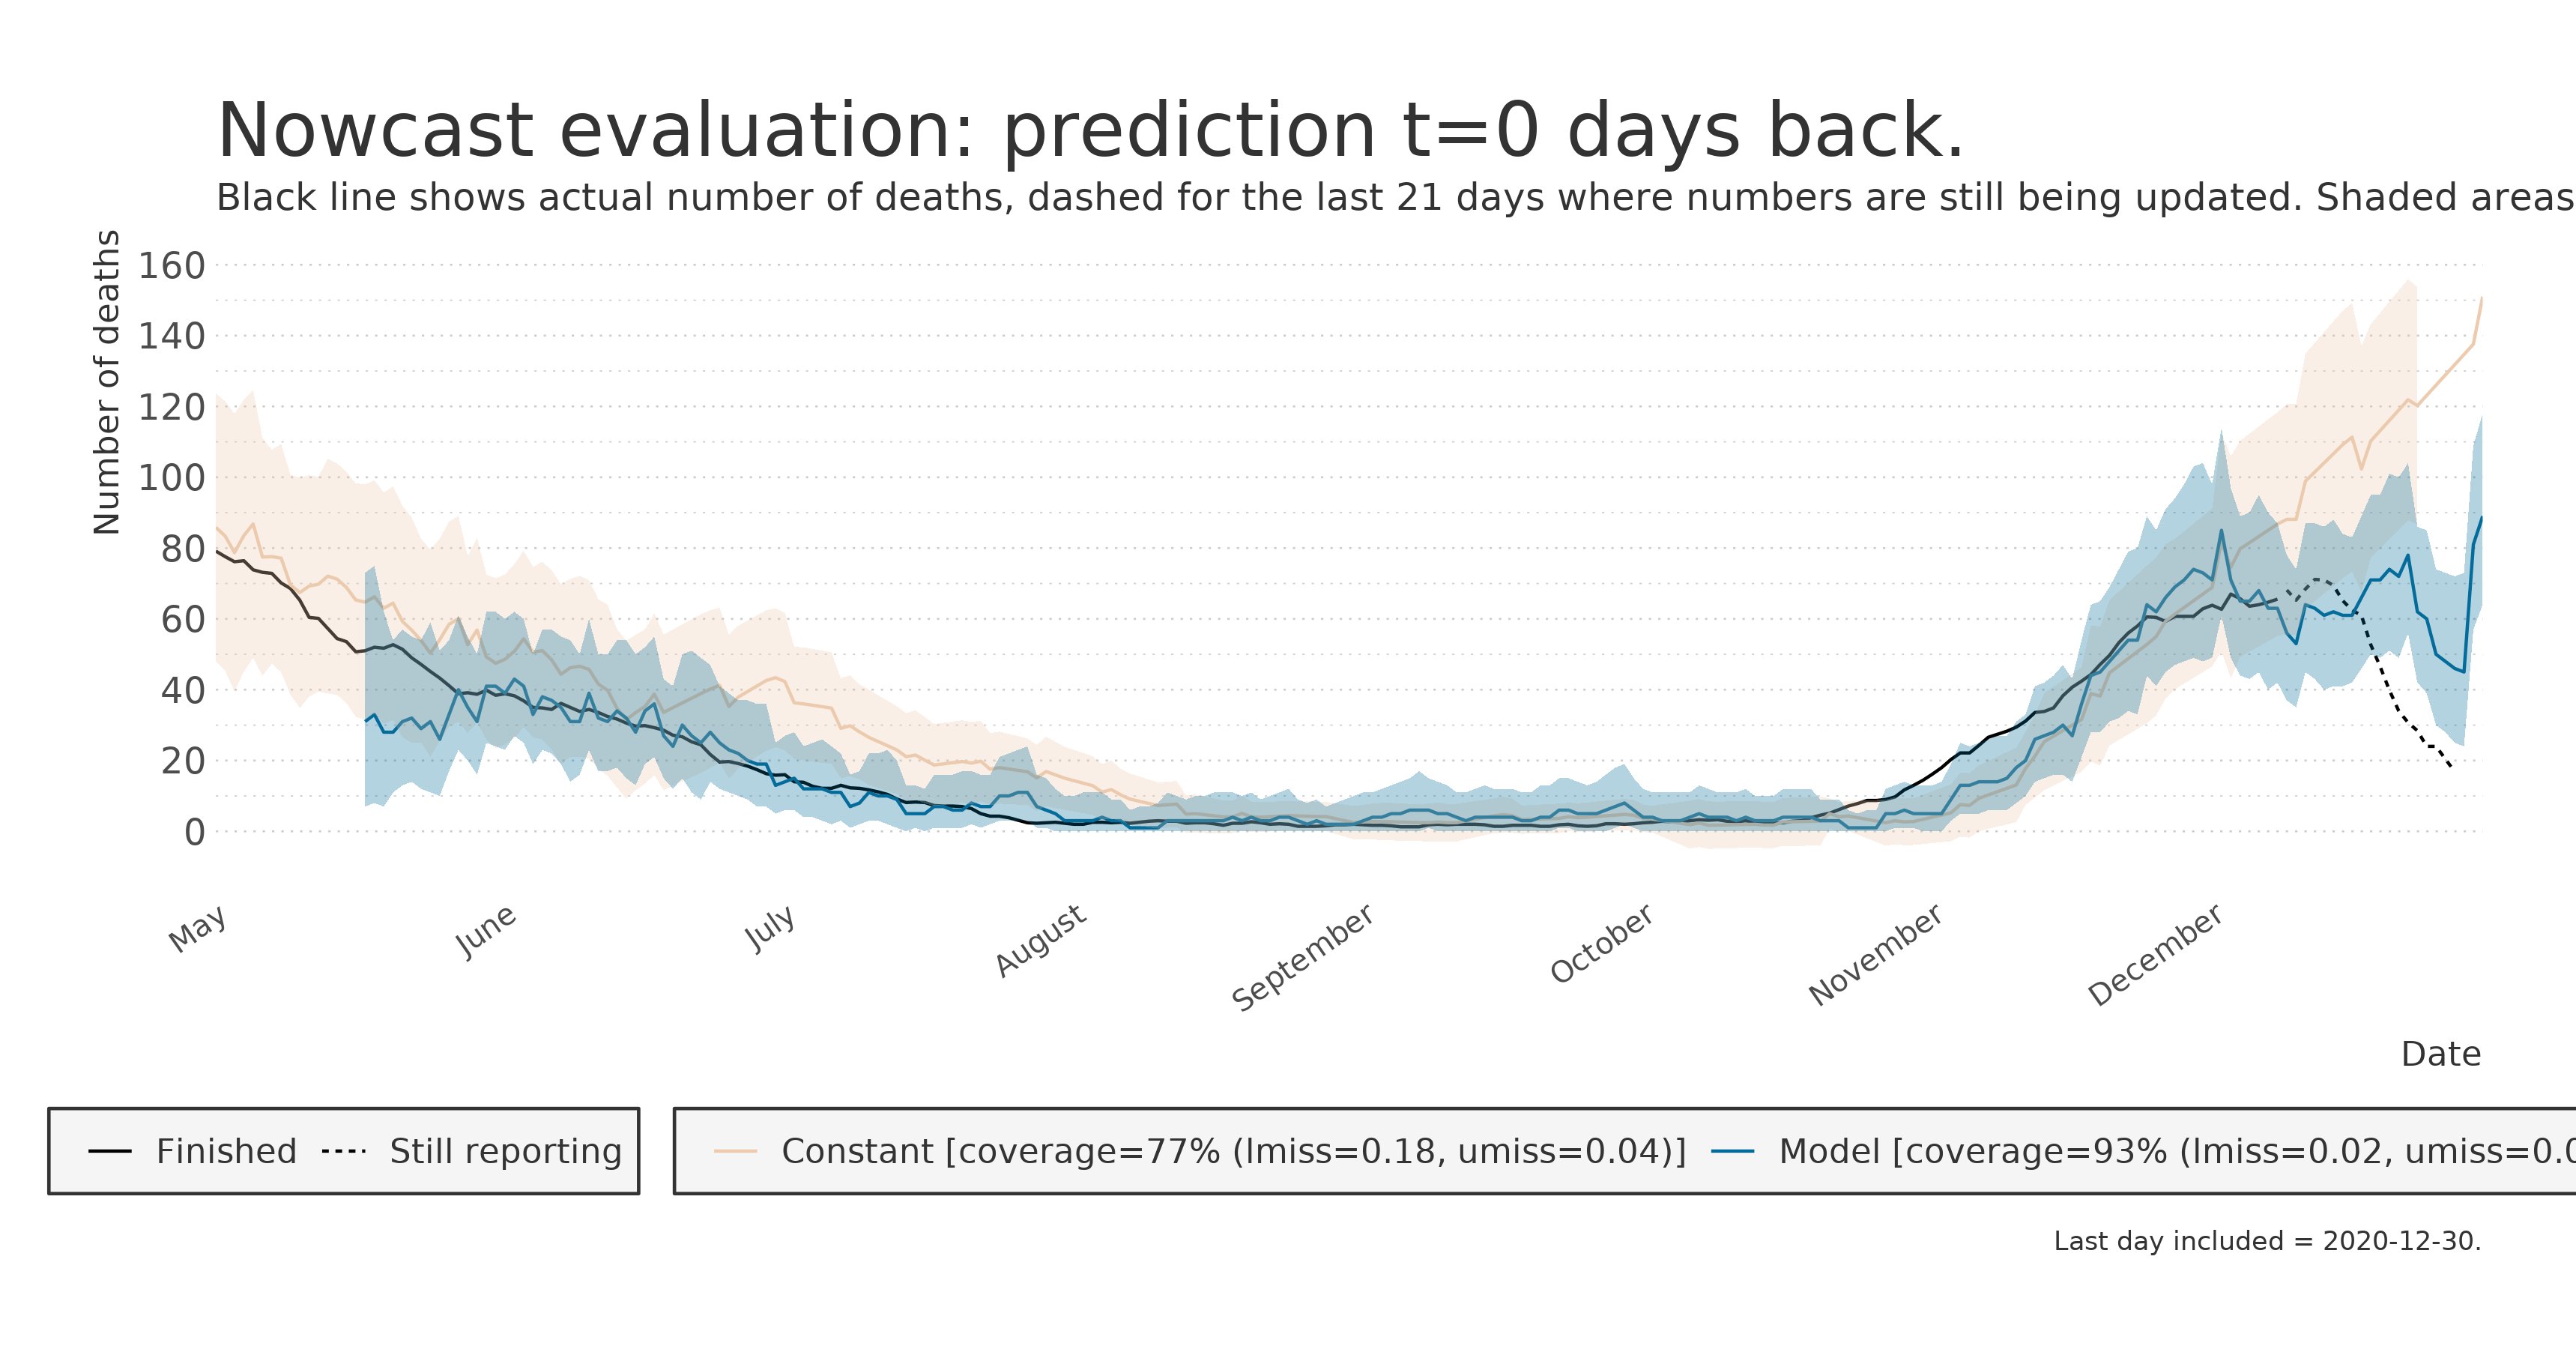 Nowcast evaluation: prediction t=0 days back.
Black line shows actual number of deaths, dashed for the last 21 days where numbers are still being updated. Shaded areas
Number of deaths
160
140
120
100
80
60
40
20
0
May
June
July
August
September
October
November
December
Date
Finished
Still reporting
Constant [coverage=77% (lmiss=0.18, umiss=0.04)]
Model [coverage=93% (lmiss=0.02, umiss=0.0
Last day included = 2020-12-30.